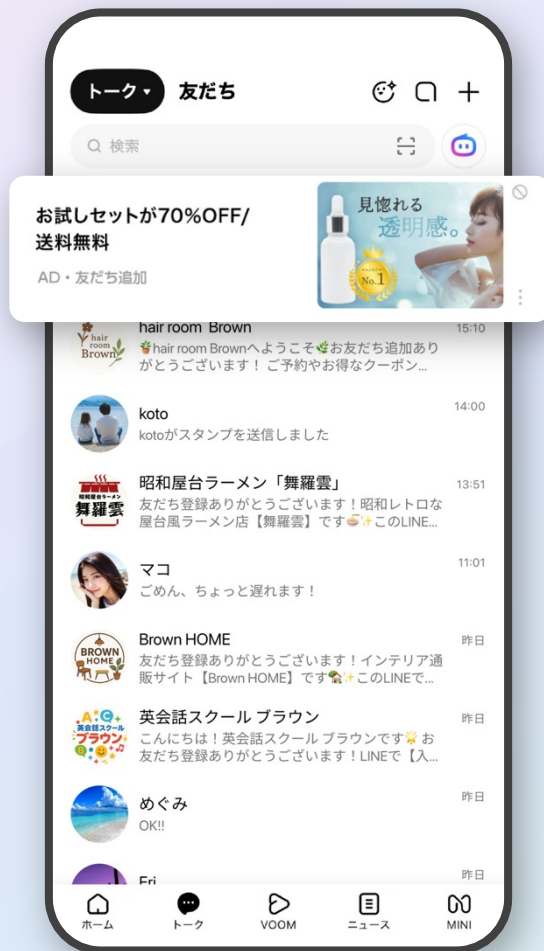 トーク▼ 友だち
検索
お試しセットが70%OFF/
送料無料
AD・友だち追加
見惚れる
透明感。
No.1
hair
room
Brown
hair room Brown
15:10
🪴hair room Brownへようこそ🌿お友だち追加あり
がとうございます！ご予約やお得なクーポン...
koto
14:00
kotoがスタンプを送信しました
昭和屋台ラーメン
舞羅雲
昭和屋台ラーメン「舞羅雲」
13:51
友だち登録ありがとうございます！昭和レトロな
屋台風ラーメン店【舞羅雲】です🍜✨このLINE...
マコ
11:01
ごめん、ちょっと遅れます！
BROWN
HOME
Brown HOME
昨日
友だち登録ありがとうございます！インテリア通
販サイト【Brown HOME】です🏡✨このLINEで...
A C
英会話スクール
ブラウン
B
英会話スクール ブラウン
昨日
こんにちは！英会話スクール ブラウンです🌟お
友だち登録ありがとうございます！LINEで【入...
めぐみ
昨日
OK!!
Eri
昨日
ホーム
トーク
VOOM
ニュース
MINI